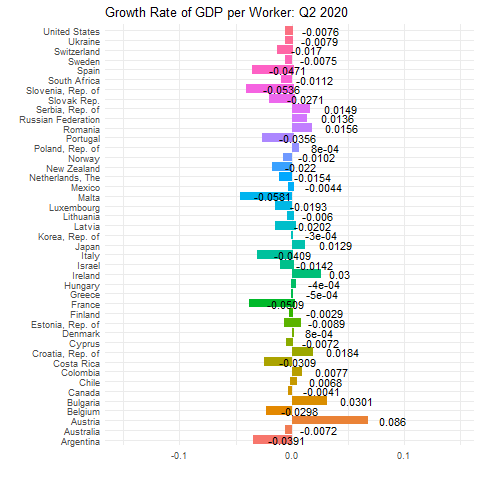 Growth Rate of GDP per Worker: Q2 2020
United States -0.0076
Ukraine -0.0079
Switzerland -0.017
Sweden -0.0075
Spain -0.0471
South Africa -0.0112
Slovenia, Rep. of -0.0536
Slovak Rep. -0.0271
Serbia, Rep. of 0.0149
Russian Federation 0.0136
Romania 0.0156
Portugal -0.0356
Poland, Rep. of 8e-04
Norway -0.0102
New Zealand -0.022
Netherlands, The -0.0154
Mexico -0.0044
Malta -0.0581
Luxembourg -0.0193
Lithuania -0.006
Latvia -0.0202
Korea, Rep. of -3e-04
Japan 0.0129
Italy -0.0409
Israel -0.0142
Ireland 0.03
Hungary -4e-04
Greece -5e-04
France -0.0509
Finland -0.0029
Estonia, Rep. of -0.0089
Denmark 8e-04
Cyprus -0.0072
Croatia, Rep. of 0.0184
Costa Rica -0.0309
Colombia 0.0077
Chile 0.0068
Canada -0.0041
Bulgaria 0.0301
Belgium -0.0298
Austria 0.086
Australia -0.0072
Argentina -0.0391
-0.1 0.0 0.1